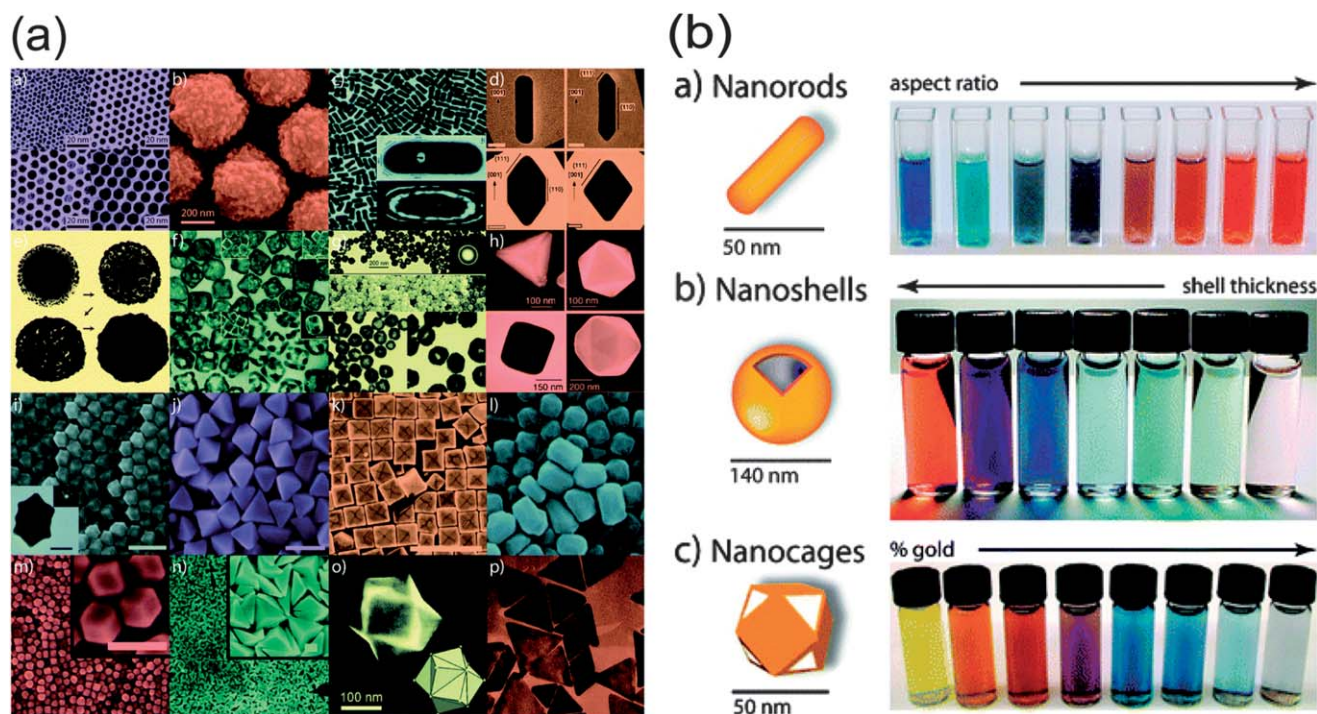 (a)
(b)
a)
b)
c)
d)
20 nm
20 nm
20 nm
20 nm
200 nm
[001]
[001]
{111}
{110}
{111}
[001]
{110}
{111}
[001]
e)
f)
g)
h)
200 nm
100 nm
100 nm
150 nm
200 nm
i)
j)
k)
l)
m)
n)
o)
p)
100 nm
a) Nanorods
aspect ratio
50 nm
b) Nanoshells
shell thickness
140 nm
c) Nanocages
% gold
50 nm